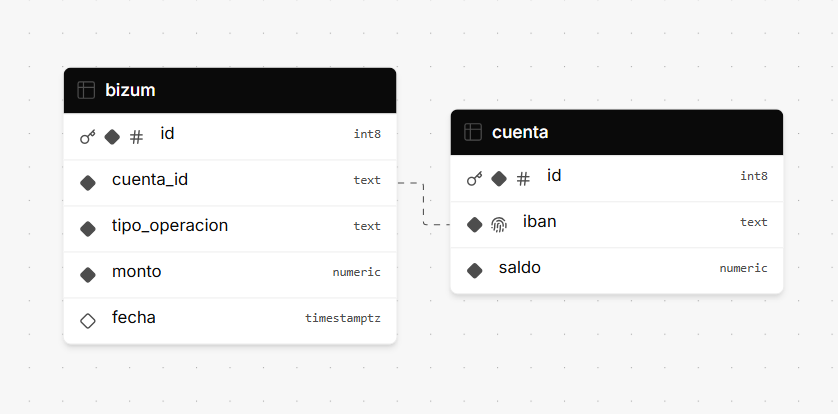 bizum
id int8
cuenta_id text
tipo_operacion text
monto numeric
fecha timestamptz
cuenta
id int8
iban text
saldo numeric